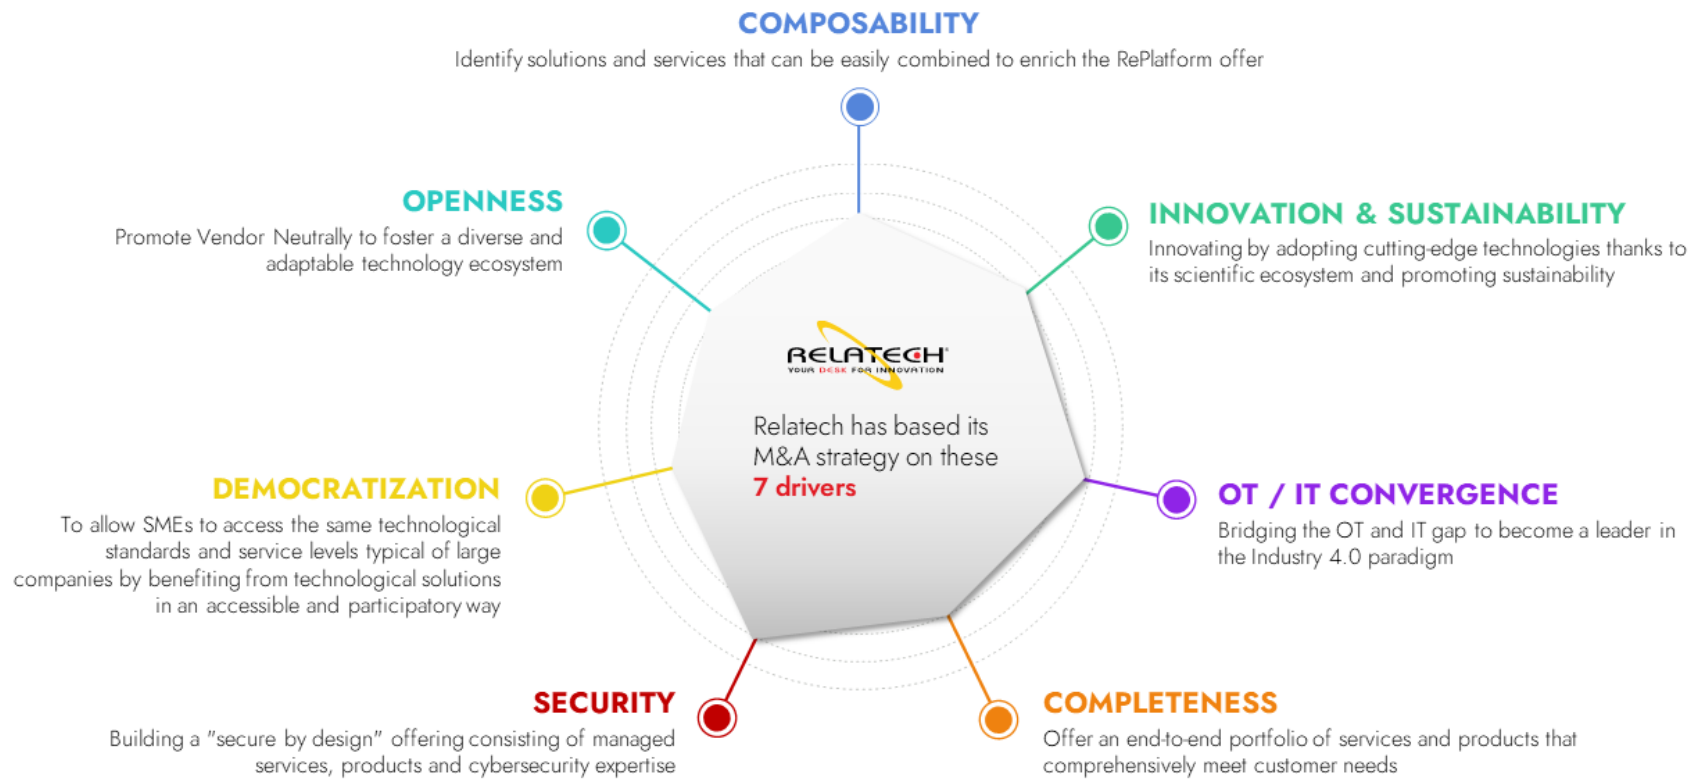 COMPOSABILITY
Identify solutions and services that can be easily combined to enrich the RePlatform offer
OPENNESS
Promote Vendor Neutrally to foster a diverse and
adaptable technology ecosystem
INNOVATION & SUSTAINABILITY
Innovating by adopting cutting-edge technologies thanks to
its scientific ecosystem and promoting sustainability
RELATECH
YOUR DESK FOR INNOVATION
Relatech has based its
M&A strategy on these
7 drivers
DEMOCRATIZATION
To allow SMEs to access the same technological
standards and service levels typical of large
companies by benefiting from technological solutions
in an accessible and participatory way
OT / IT CONVERGENCE
Bridging the OT and IT gap to become a leader in
the Industry 4.0 paradigm
SECURITY
Building a "secure by design" offering consisting of managed
services, products and cybersecurity expertise
COMPLETENESS
Offer an end-to-end portfolio of services and products that
comprehensively meet customer needs